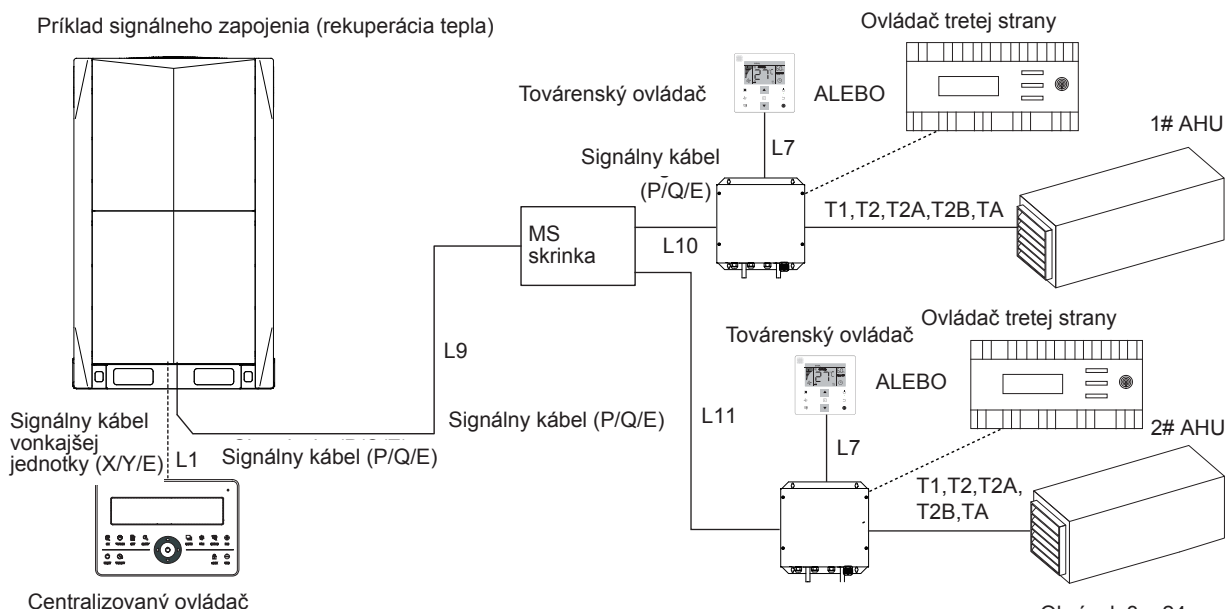 Príklad signálneho zapojenia (rekuperácia tepla)
Ovládač tretej strany
Továrenský ovládač
ALEBO
1# AHU
L7
Signálny kábel
(P/Q/E)
T1,T2,T2A,T2B,TA
MS
skrinka
L10
Továrenský ovládač
Ovládač tretej strany
ALEBO
L9
L11
Signálny kábel
vonkajšej
jednotky (X/Y/E)
L1
Signálny kábel (P/Q/E)
Signálny kábel (P/Q/E)
L7
2# AHU
T1,T2,T2A,
T2B,TA
Centralizovaný ovládač